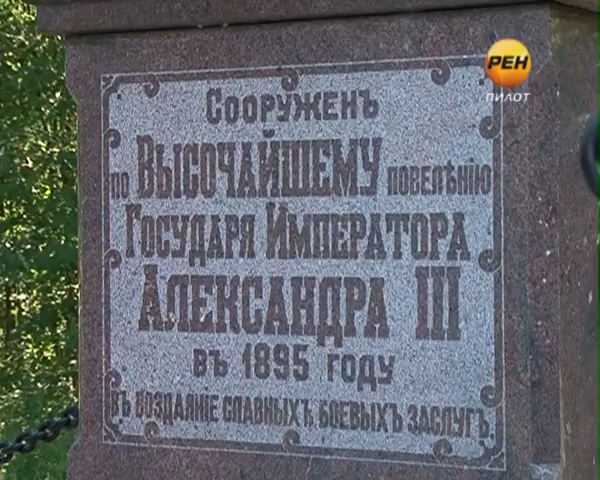 РЕН
ПИЛОТ
Сооруженъ
по Высочайшему повелѣнію
Государя Императора
Александра III
въ 1895 году
въ воздаяніе славныхъ боевыхъ заслугъ.